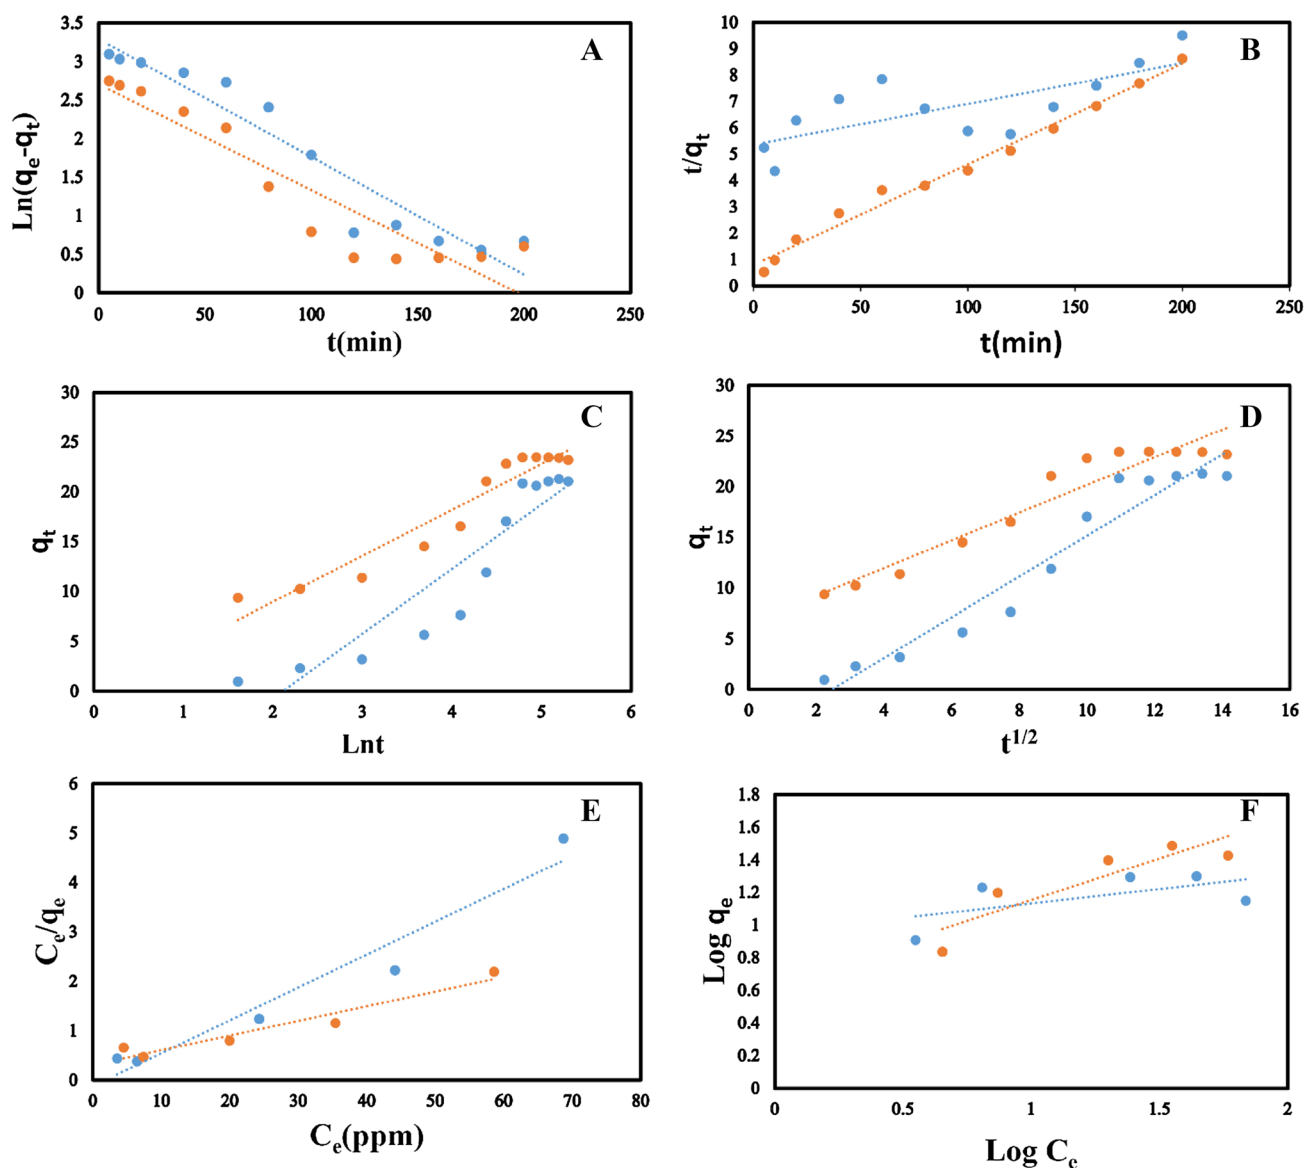 A
Ln(qe-qt)
3.5
3
2.5
2
1.5
1
0.5
0
0 50 100 150 200 250
t(min)
B
t/qt
10
9
8
7
6
5
4
3
2
1
0
0 50 100 150 200 250
t(min)
C
qt
30
25
20
15
10
5
0
0 1 2 3 4 5 6
Lnt
D
qt
30
25
20
15
10
5
0
0 2 4 6 8 10 12 14 16
t1/2
E
Ce/qe
6
5
4
3
2
1
0
0 10 20 30 40 50 60 70 80
Ce(ppm)
F
Log qe
1.8
1.6
1.4
1.2
1
0.8
0.6
0.4
0.2
0
0 0.5 1 1.5 2
Log Ce